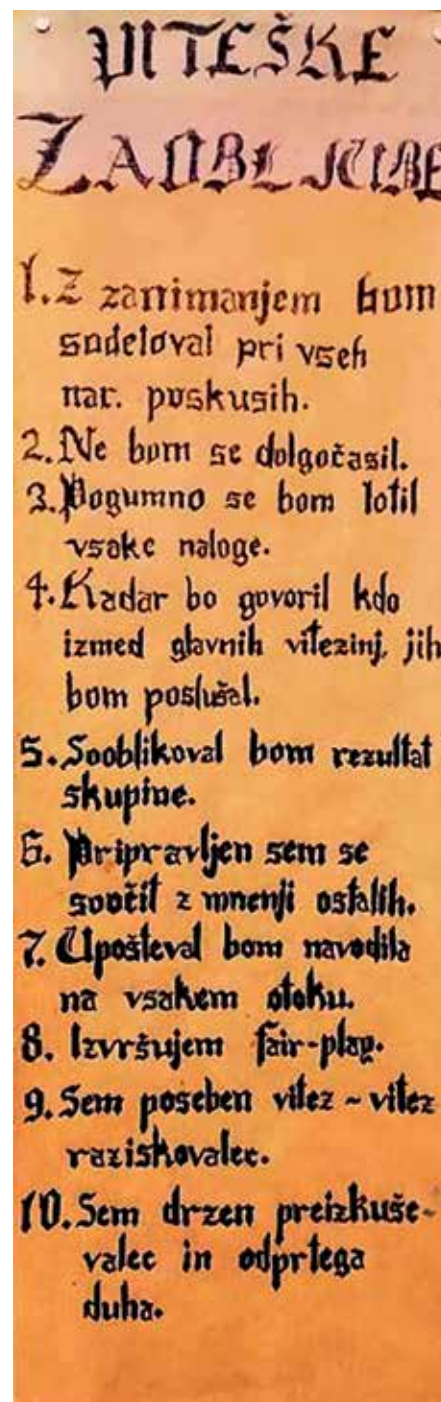 VITEŠKE
ZAOBLJUBE
1. Z zanimanjem bom
sodeloval pri vseh
nar. poskusih.
2. Ne bom se dolgočasil.
3. Pogumno se bom lotil
vsake naloge.
4. Kadar bo govoril kdo
izmed glavnih vitezinj, jih
bom poslušal.
5. Sooblikoval bom rezultat
skupine.
6. Pripravljen sem se
soočit z mnenji ostalih.
7. Upošteval bom navodila
na vsakem otoku.
8. Izvršujem fair-play.
9. Sem poseben vitez - vitez
raziskovalec.
10. Sem drzen preizkuše-
valec in odprtega
duha.